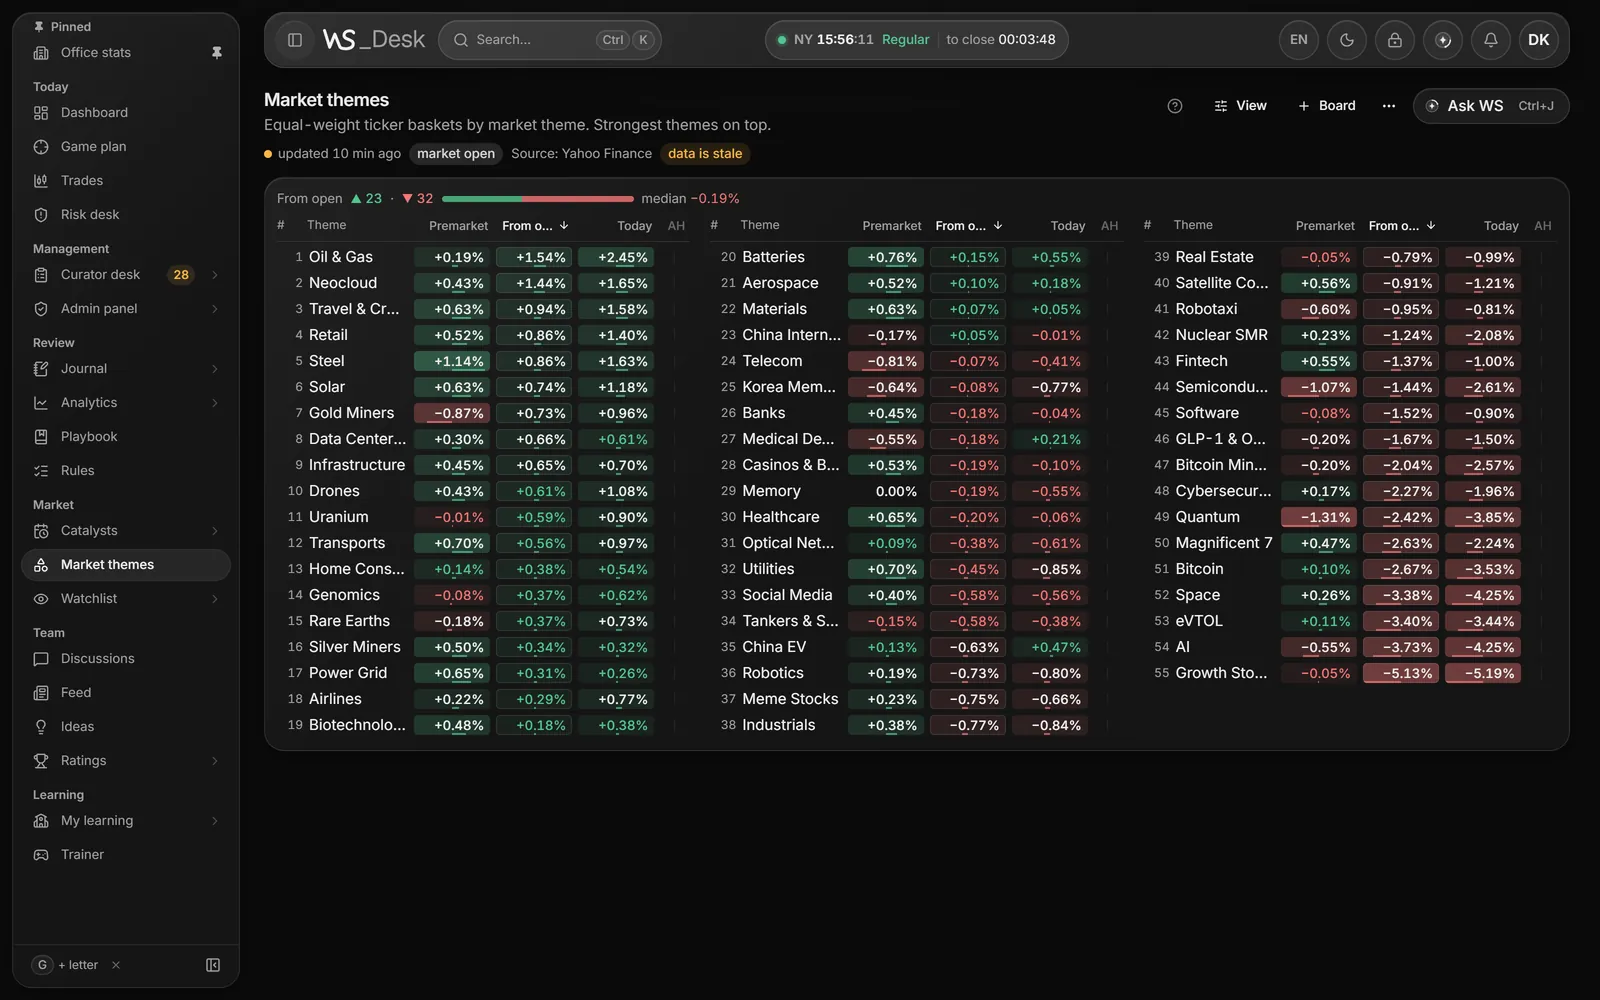 Pinned
Office stats
Today
Dashboard
Game plan
Trades
Risk desk
Management
Curator desk 28
Admin panel
Review
Journal
Analytics
Playbook
Rules
Market
Catalysts
Market themes
Watchlist
Team
Discussions
Feed
Ideas
Ratings
Learning
My learning
Trainer
G + letter ×
WS_Desk Search... Ctrl K NY 15:56:11 Regular to close 00:03:48 EN DK
Market themes
Equal-weight ticker baskets by market theme. Strongest themes on top.
updated 10 min ago market open Source: Yahoo Finance data is stale
? View + Board ... Ask WS Ctrl+J
From open ▲ 23 · ▼ 32 median −0.19%
# Theme Premarket From o... ↓ Today AH
1 Oil & Gas +0.19% +1.54% +2.45%
2 Neocloud +0.43% +1.44% +1.65%
3 Travel & Cr... +0.63% +0.94% +1.58%
4 Retail +0.52% +0.86% +1.40%
5 Steel +1.14% +0.86% +1.63%
6 Solar +0.63% +0.74% +1.18%
7 Gold Miners −0.87% +0.73% +0.96%
8 Data Center... +0.30% +0.66% +0.61%
9 Infrastructure +0.45% +0.65% +0.70%
10 Drones +0.43% +0.61% +1.08%
11 Uranium −0.01% +0.59% +0.90%
12 Transports +0.70% +0.56% +0.97%
13 Home Cons... +0.14% +0.38% +0.54%
14 Genomics −0.08% +0.37% +0.62%
15 Rare Earths −0.18% +0.37% +0.73%
16 Silver Miners +0.50% +0.34% +0.32%
17 Power Grid +0.65% +0.31% +0.26%
18 Airlines +0.22% +0.29% +0.77%
19 Biotechnolo... +0.48% +0.18% +0.38%
# Theme Premarket From o... ↓ Today AH
20 Batteries +0.76% +0.15% +0.55%
21 Aerospace +0.52% +0.10% +0.18%
22 Materials +0.63% +0.07% +0.05%
23 China Intern... −0.17% +0.05% −0.01%
24 Telecom −0.81% −0.07% −0.41%
25 Korea Mem... −0.64% −0.08% −0.77%
26 Banks +0.45% −0.18% −0.04%
27 Medical De... −0.55% −0.18% +0.21%
28 Casinos & B... +0.53% −0.19% −0.10%
29 Memory 0.00% −0.19% −0.55%
30 Healthcare +0.65% −0.20% −0.06%
31 Optical Net... +0.09% −0.38% −0.61%
32 Utilities +0.70% −0.45% −0.85%
33 Social Media +0.40% −0.58% −0.56%
34 Tankers & S... −0.15% −0.58% −0.38%
35 China EV +0.13% −0.63% +0.47%
36 Robotics +0.19% −0.73% −0.80%
37 Meme Stocks +0.23% −0.75% −0.66%
38 Industrials +0.38% −0.77% −0.84%
# Theme Premarket From o... ↓ Today AH
39 Real Estate −0.05% −0.79% −0.99%
40 Satellite Co... +0.56% −0.91% −1.21%
41 Robotaxi −0.60% −0.95% −0.81%
42 Nuclear SMR +0.23% −1.24% −2.08%
43 Fintech +0.55% −1.37% −1.00%
44 Semicondu... −1.07% −1.44% −2.61%
45 Software −0.08% −1.52% −0.90%
46 GLP-1 & O... −0.20% −1.67% −1.50%
47 Bitcoin Min... −0.20% −2.04% −2.57%
48 Cybersecur... +0.17% −2.27% −1.96%
49 Quantum −1.31% −2.42% −3.85%
50 Magnificent 7 +0.47% −2.63% −2.24%
51 Bitcoin +0.10% −2.67% −3.53%
52 Space +0.26% −3.38% −4.25%
53 eVTOL +0.11% −3.40% −3.44%
54 AI −0.55% −3.73% −4.25%
55 Growth Sto... −0.05% −5.13% −5.19%